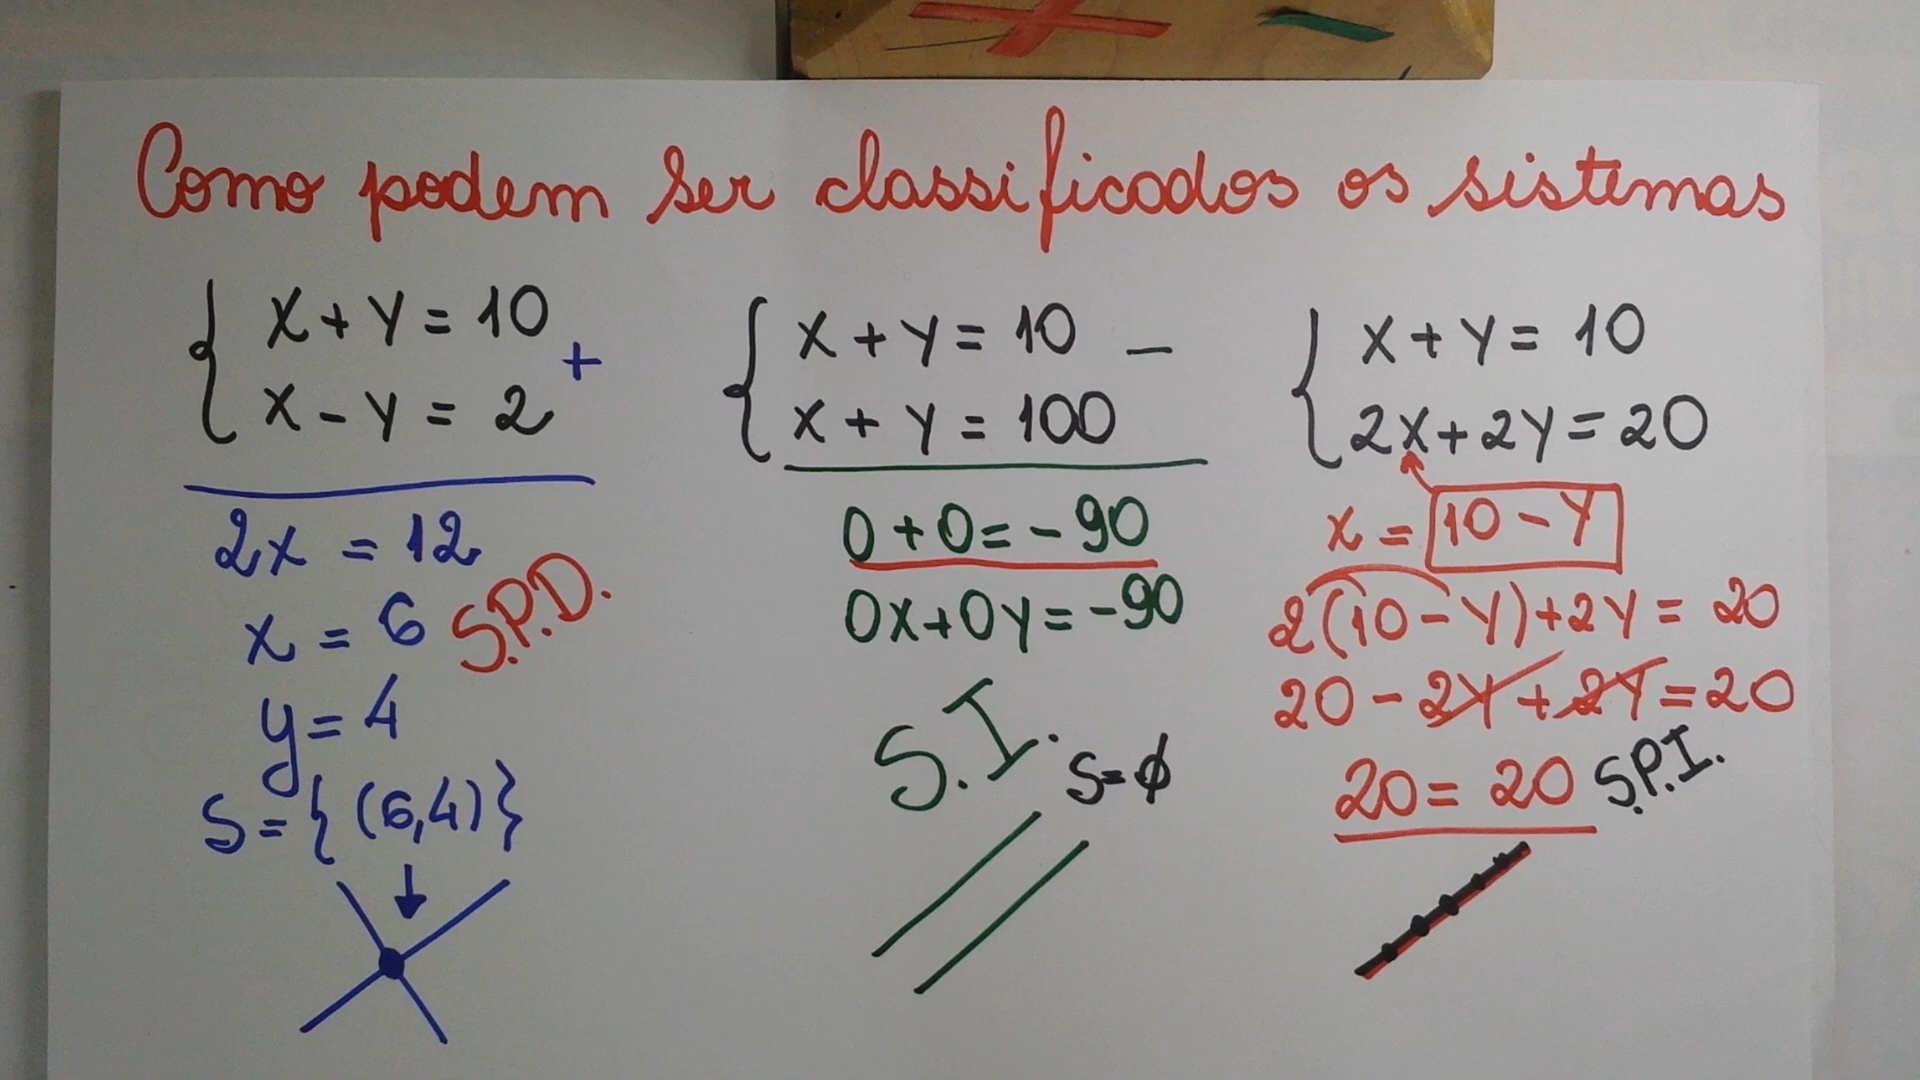 Como podem ser classificados os sistemas
x + y = 10
x - y = 2
+
2x = 12
x = 6
S.P.D.
y = 4
S = {(6,4)}
x + y = 10 -
x + y = 100
0 + 0 = - 90
0x + 0y = - 90
S.I.
S = ϕ
x + y = 10
2x + 2y = 20
x = 10 - y
2(10 - y) + 2y = 20
20 - 2y + 2y = 20
20 = 20
S.P.I.